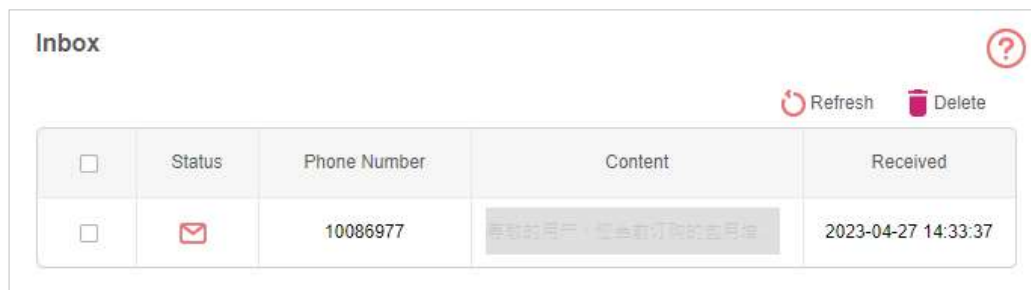 Inbox
Refresh Delete
Status Phone Number Content Received
10086977 2023-04-27 14:33:37